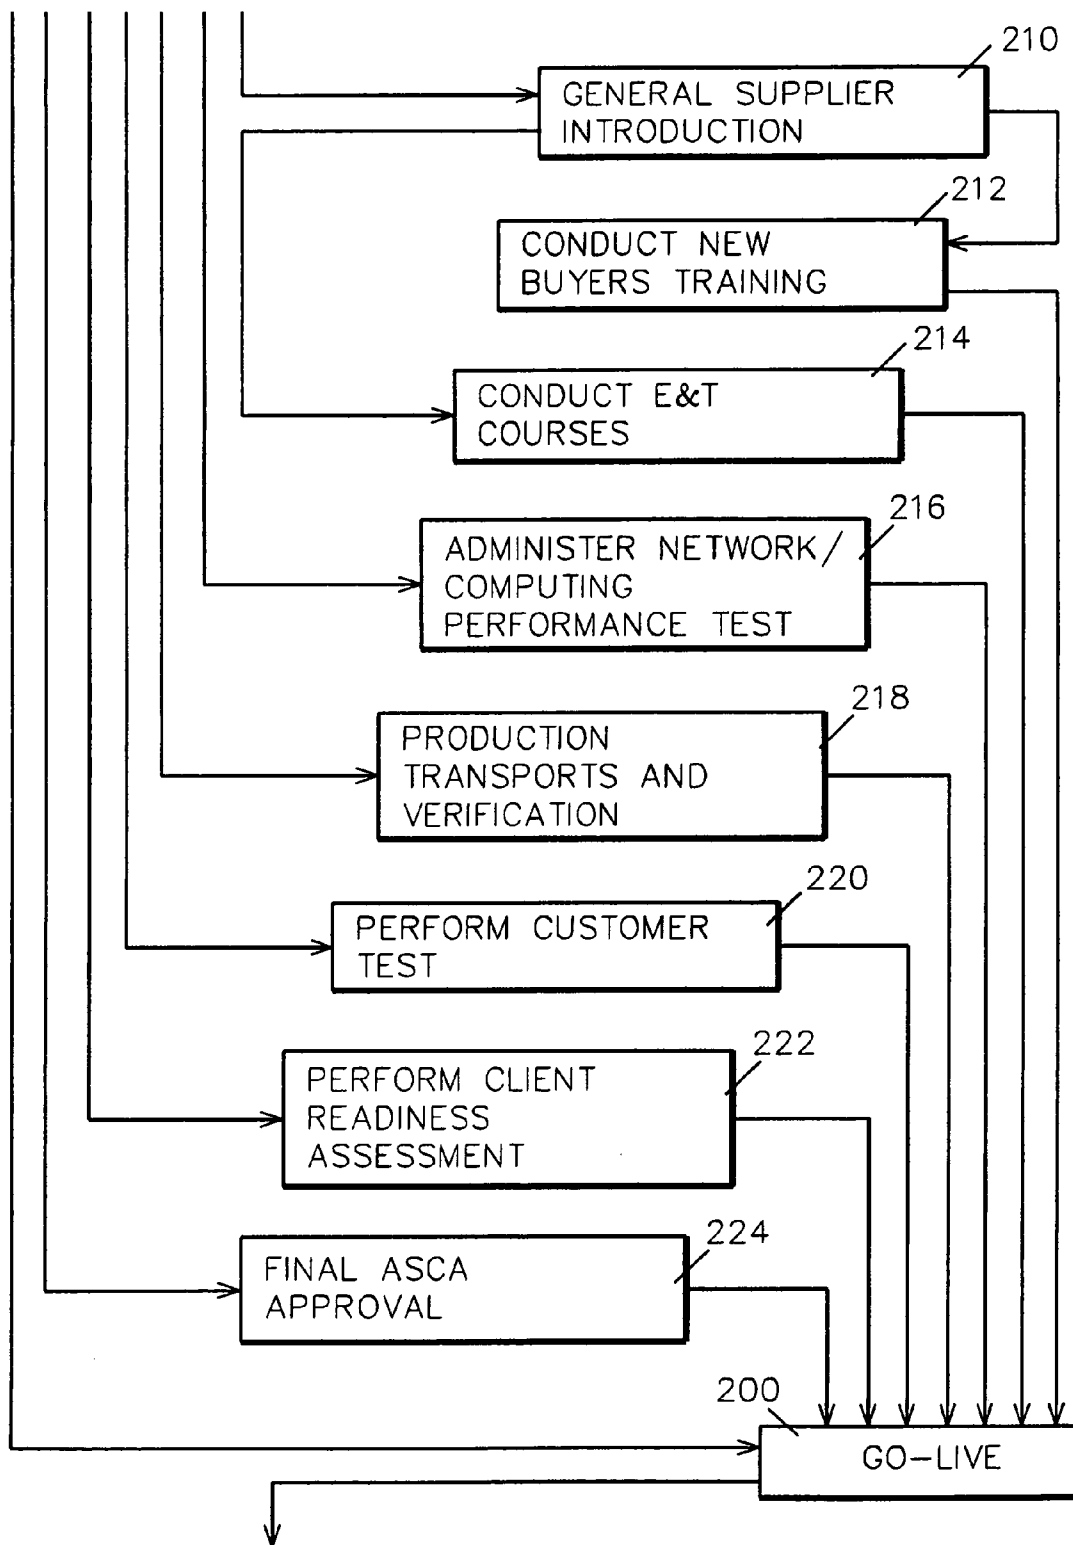 210
GENERAL SUPPLIER
INTRODUCTION
212
CONDUCT NEW
BUYERS TRAINING
214
CONDUCT E&T
COURSES
216
ADMINISTER NETWORK/
COMPUTING
PERFORMANCE TEST
218
PRODUCTION
TRANSPORTS AND
VERIFICATION
220
PERFORM CUSTOMER
TEST
222
PERFORM CLIENT
READINESS
ASSESSMENT
224
FINAL ASCA
APPROVAL
200
GO-LIVE